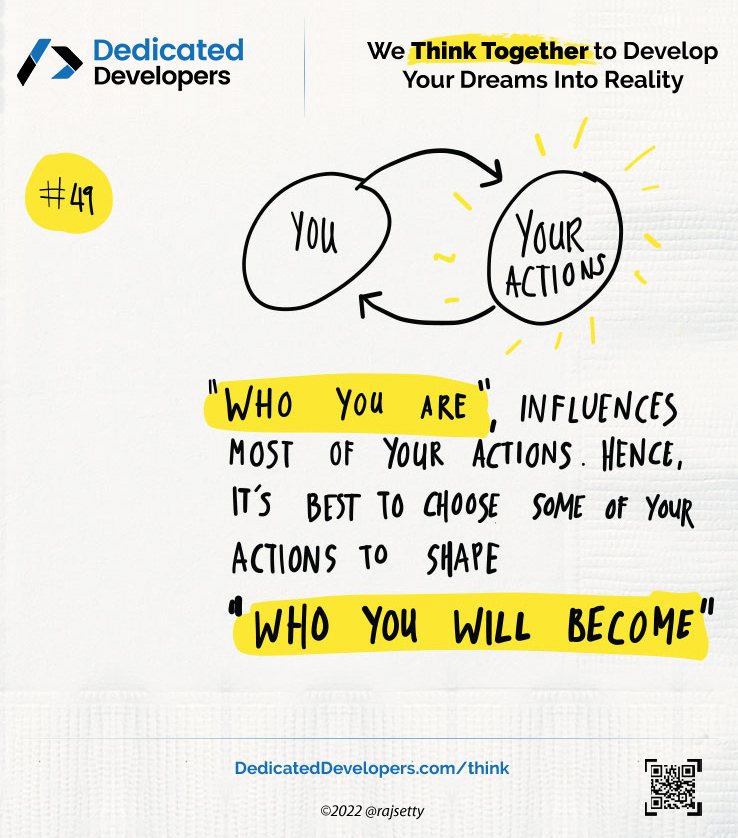 Dedicated
Developers
We Think Together to Develop
Your Dreams Into Reality
#49
YOU
YOUR
ACTIONS
"WHO YOU ARE", INFLUENCES
MOST OF YOUR ACTIONS. HENCE,
IT'S BEST TO CHOOSE SOME OF YOUR
ACTIONS TO SHAPE
"WHO YOU WILL BECOME"
DedicatedDevelopers.com/think
©2022 @rajsetty